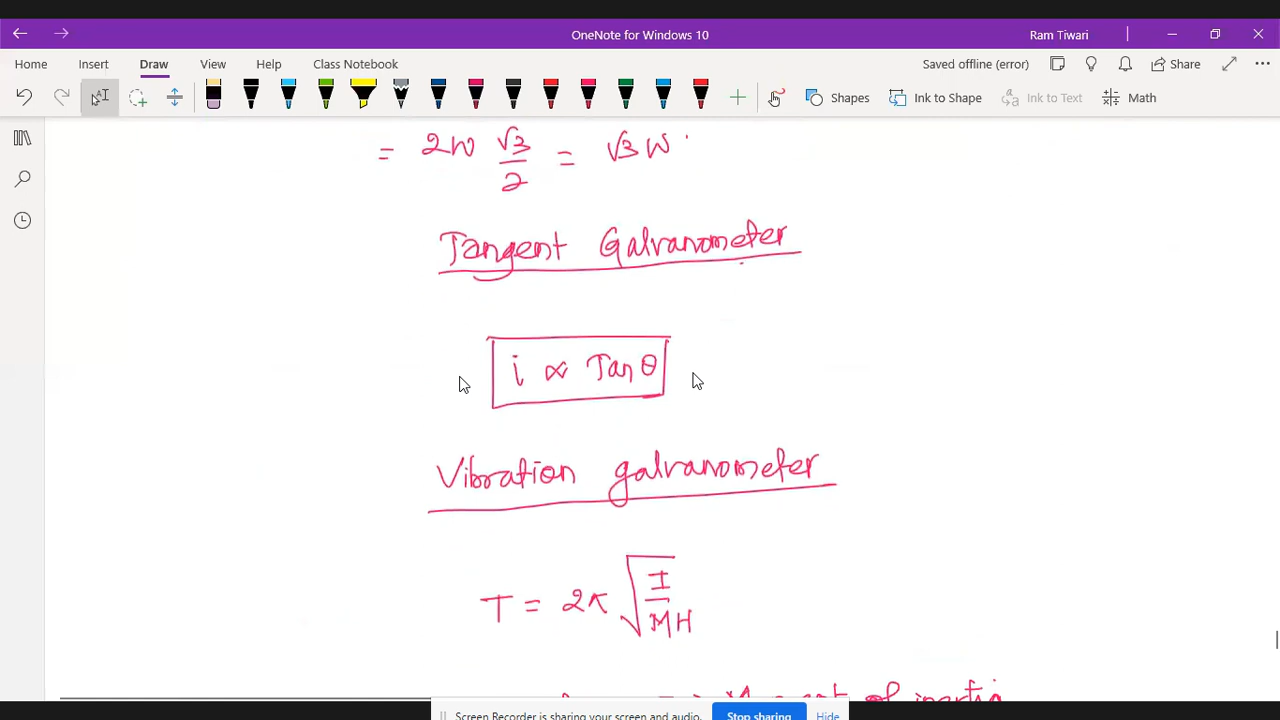 OneNote for Windows 10
Ram Tiwari
Home Insert Draw View Help Class Notebook
Saved offline (error) Share
Shapes Ink to Shape Ink to Text Math
= 2W √3/2 = √3 W
Tangent Galvanometer
i ∝ Tan θ
Vibration galvanometer
T = 2π √(I/MH)
of inertia
Screen Recorder is sharing your screen and audio. Stop sharing Hide